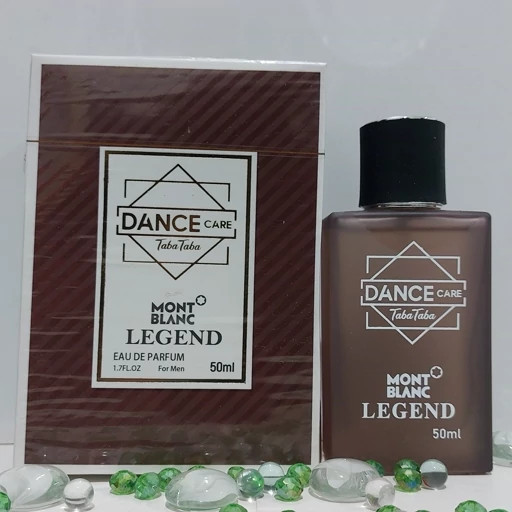 DANCE CARE
Taba Taba
MONT
BLANC
LEGEND
EAU DE PARFUM
1.7FL.OZ For Men 50ml
DANCE CARE
Taba Taba
MONT
BLANC
LEGEND
50ml